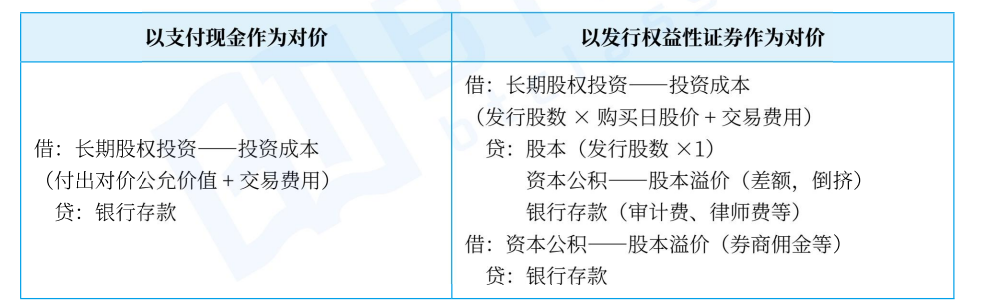 以支付现金作为对价
以发行权益性证券作为对价
借：长期股权投资——投资成本
（付出对价公允价值 + 交易费用）
贷：银行存款
借：长期股权投资——投资成本
（发行股数 × 购买日股价 + 交易费用）
贷：股本（发行股数 ×1）
资本公积——股本溢价（差额，倒挤）
银行存款（审计费、律师费等）
借：资本公积——股本溢价（券商佣金等）
贷：银行存款